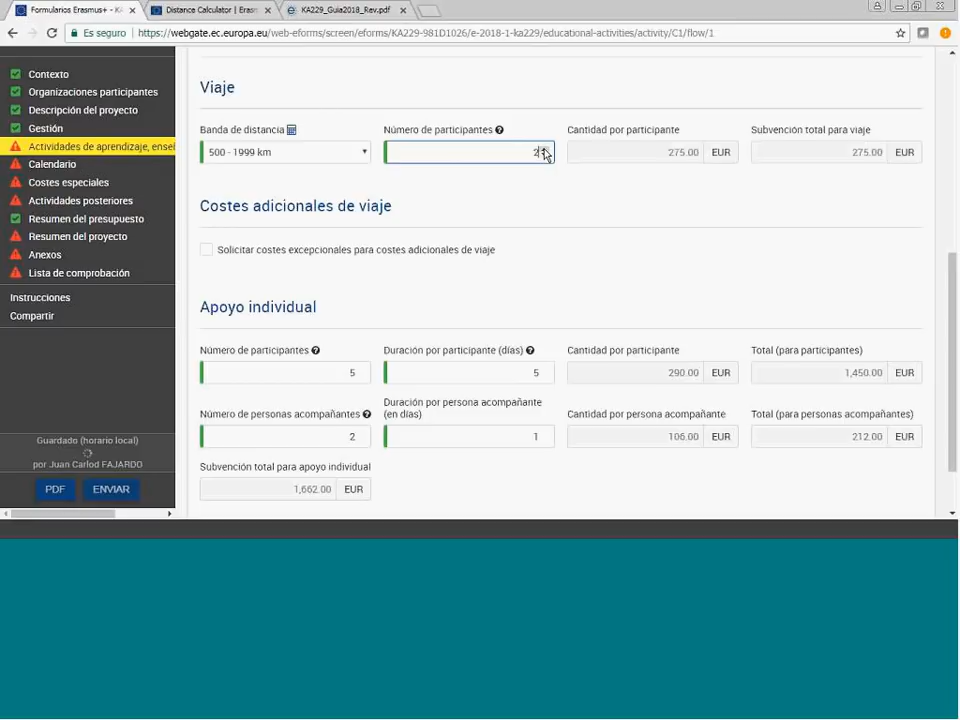 Formularios Erasmus+ - K
Distance Calculator | Erasm
KA229_Guia2018_Rev.pdf
Es seguro | https://webgate.ec.europa.eu/web-eforms/screen/eforms/KA229-981D1026/e-2018-1-ka229/educational-activities/activity/C1/flow/1
Contexto
Organizaciones participantes
Descripción del proyecto
Gestión
Actividades de aprendizaje, enseñ
Calendario
Costes especiales
Actividades posteriores
Resumen del presupuesto
Resumen del proyecto
Anexos
Lista de comprobación
Instrucciones
Compartir
Guardado (horario local)
por Juan Carlod FAJARDO
PDF ENVIAR
Viaje
Banda de distancia Número de participantes Cantidad por participante Subvención total para viaje
500 - 1999 km 2 275.00 EUR 275.00 EUR
Costes adicionales de viaje
Solicitar costes excepcionales para costes adicionales de viaje
Apoyo individual
Número de participantes Duración por participante (días) Cantidad por participante Total (para participantes)
5 5 290.00 EUR 1,450.00 EUR
Número de personas acompañantes Duración por persona acompañante (en días) Cantidad por persona acompañante Total (para personas acompañantes)
2 1 106.00 EUR 212.00 EUR
Subvención total para apoyo individual
1,662.00 EUR